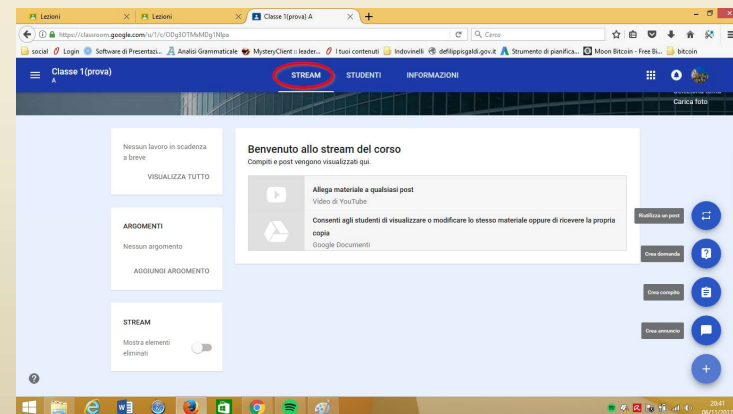 Lezioni
Lezioni
Classe 1(prova) A
https://classroom.google.com/u/1/c/ODg3OTMxMDg1Nlpa
Cerca
social
Login
Software di Presentazi...
Analisi Grammaticale
MysteryClient :: leader...
I tuoi contenuti
Indovinelli
defilippisgaldi.gov.it
Strumento di pianifica...
Moon Bitcoin - Free Bi...
bitcoin
Classe 1(prova)
A
STREAM
STUDENTI
INFORMAZIONI
Carica foto
Nessun lavoro in scadenza
a breve
VISUALIZZA TUTTO
Benvenuto allo stream del corso
Compiti e post vengono visualizzati qui.
Allega materiale a qualsiasi post
Video di YouTube
Consenti agli studenti di visualizzare o modificare lo stesso materiale oppure di ricevere la propria
copia
Google Documenti
ARGOMENTI
Nessun argomento
AGGIUNGI ARGOMENTO
STREAM
Mostra elementi
eliminati
Riutilizza un post
Crea domanda
Crea compito
Crea annuncio
20:41
06/11/2017